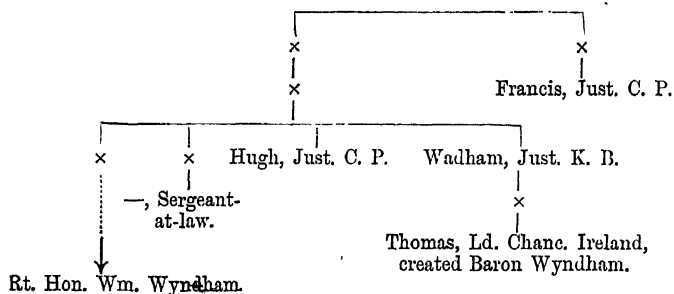 × ×
× Francis, Just. C. P.
× × Hugh, Just. C. P. Wadham, Just. K. B.
—, Sergeant-
at-law.
×
Thomas, Ld. Chanc. Ireland,
created Baron Wyndham.
Rt. Hon. Wm. Wyndham.